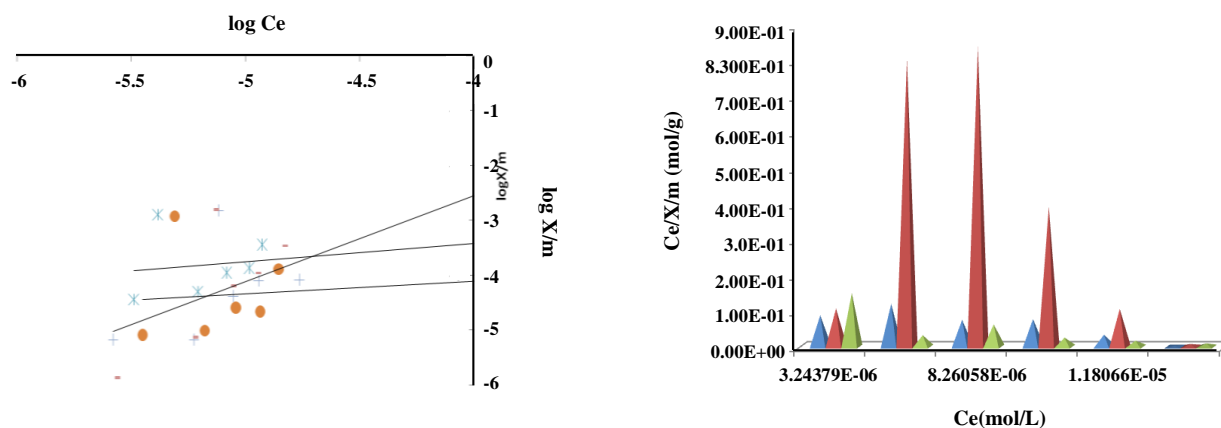 log Ce
-6
-5.5
-5
-4.5
-4
0
-1
-2
-3
-4
-5
-6
logX/m
log X/m
9.00E-01
8.300E-01
7.00E-01
6.00E-01
5.00E-01
4.00E-01
3.00E-01
2.00E-01
1.00E-01
0.00E+00
Ce/X/m (mol/g)
3.24379E-06
8.26058E-06
1.18066E-05
Ce(mol/L)